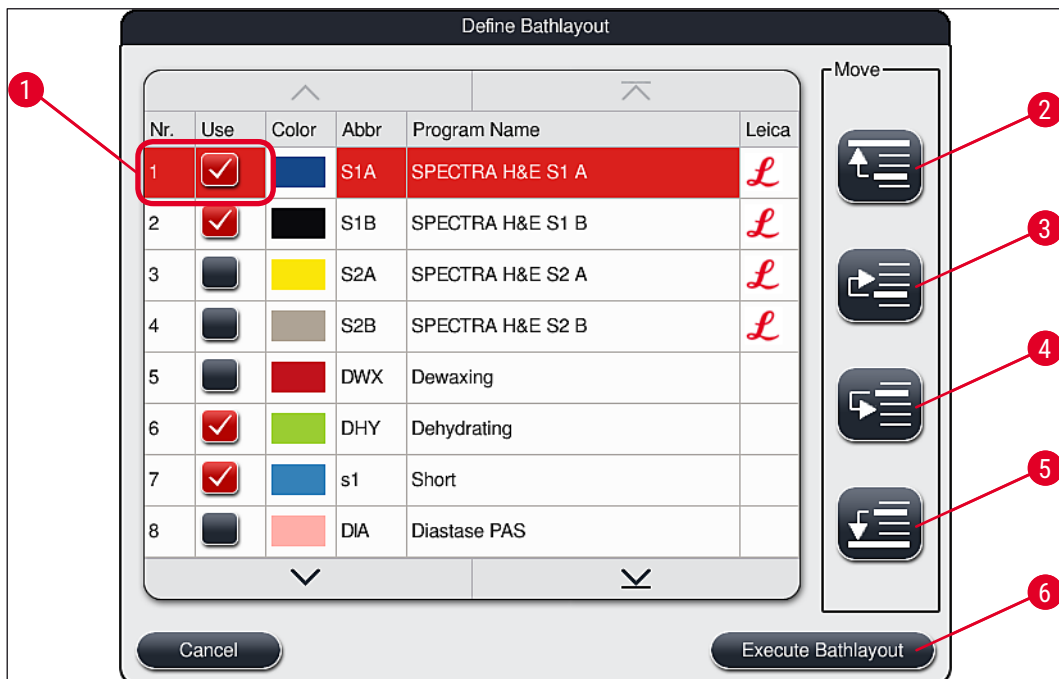 Define Bathlayout
Move
1
2
Nr. Use Color Abbr Program Name Leica
1 S1A SPECTRA H&E S1 A L
2 S1B SPECTRA H&E S1 B L
3
3 S2A SPECTRA H&E S2 A L
4 S2B SPECTRA H&E S2 B L
4
5 DWX Dewaxing
6 DHY Dehydrating
5
7 s1 Short
8 DIA Diastase PAS
6
Cancel Execute Bathlayout